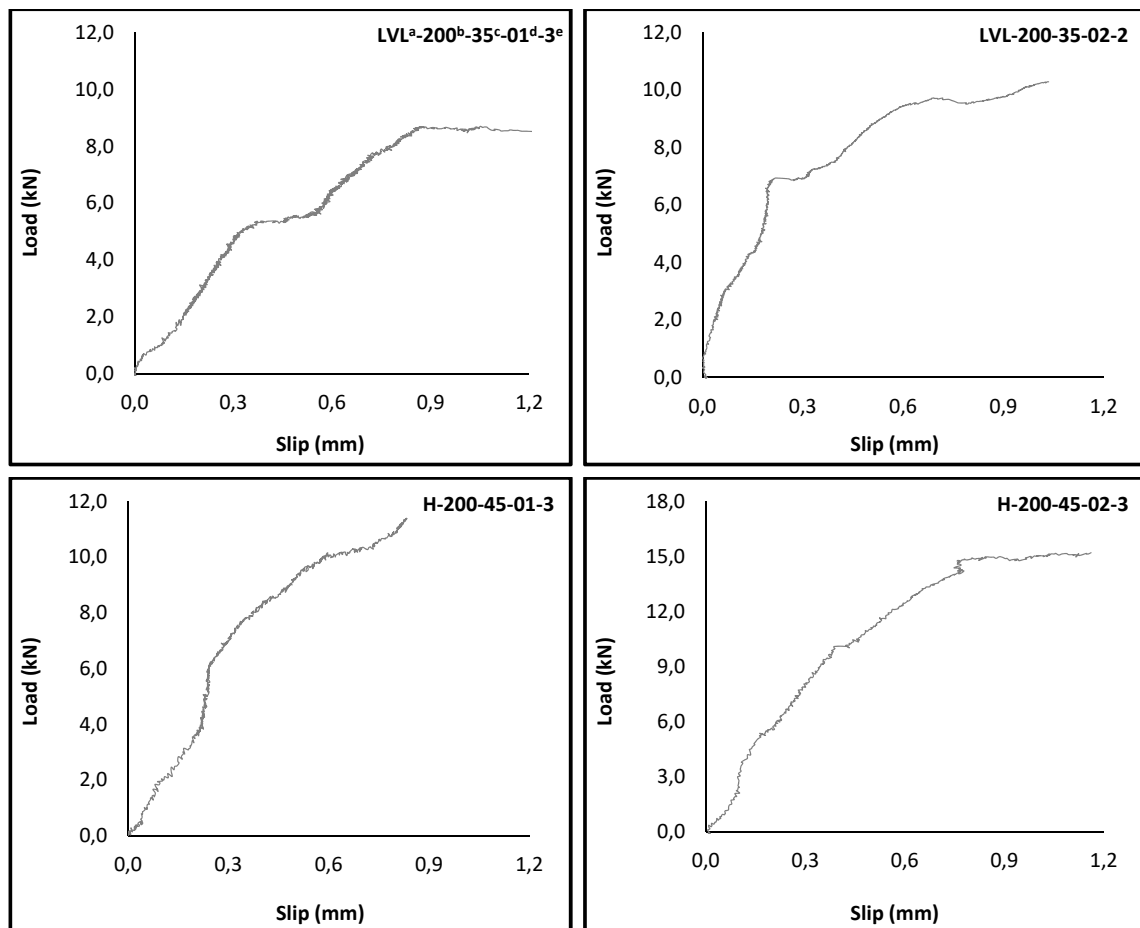 LVLᵃ-200ᵇ-35ᶜ-01ᵈ-3ᵉ
12,0
10,0
8,0
6,0
4,0
2,0
0,0
Load (kN)
0,0 0,3 0,6 0,9 1,2
Slip (mm)
LVL-200-35-02-2
12,0
10,0
8,0
6,0
4,0
2,0
0,0
Load (kN)
0,0 0,3 0,6 0,9 1,2
Slip (mm)
H-200-45-01-3
12,0
10,0
8,0
6,0
4,0
2,0
0,0
Load (kN)
0,0 0,3 0,6 0,9 1,2
Slip (mm)
H-200-45-02-3
18,0
15,0
12,0
9,0
6,0
3,0
0,0
Load (kN)
0,0 0,3 0,6 0,9 1,2
Slip (mm)